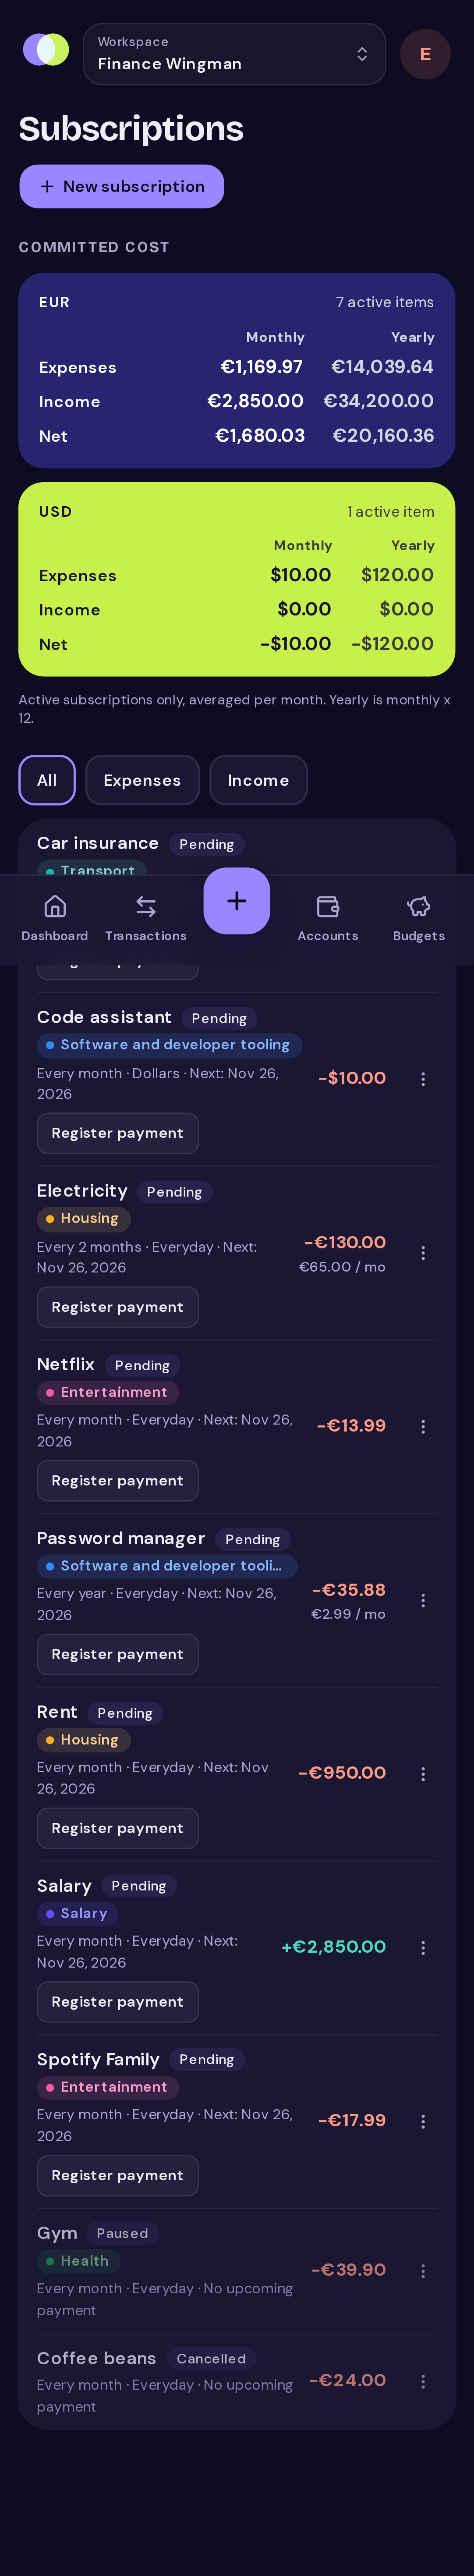 Workspace
Finance Wingman
E
Subscriptions
+ New subscription
COMMITTED COST
EUR 7 active items
Monthly Yearly
Expenses €1,169.97 €14,039.64
Income €2,850.00 €34,200.00
Net €1,680.03 €20,160.36
USD 1 active item
Monthly Yearly
Expenses $10.00 $120.00
Income $0.00 $0.00
Net -$10.00 -$120.00
Active subscriptions only, averaged per month. Yearly is monthly x
12.
All Expenses Income
Car insurance Pending
Transport
Dashboard Transactions + Accounts Budgets
Register payment
Code assistant Pending
Software and developer tooling
Every month · Dollars · Next: Nov 26,
2026
-$10.00
Register payment
Electricity Pending
Housing
Every 2 months · Everyday · Next:
Nov 26, 2026
-€130.00
€65.00 / mo
Register payment
Netflix Pending
Entertainment
Every month · Everyday · Next: Nov 26,
2026
-€13.99
Register payment
Password manager Pending
Software and developer tooli...
Every year · Everyday · Next: Nov 26,
2026
-€35.88
€2.99 / mo
Register payment
Rent Pending
Housing
Every month · Everyday · Next: Nov
26, 2026
-€950.00
Register payment
Salary Pending
Salary
Every month · Everyday · Next:
Nov 26, 2026
+€2,850.00
Register payment
Spotify Family Pending
Entertainment
Every month · Everyday · Next: Nov 26,
2026
-€17.99
Register payment
Gym Paused
Health
Every month · Everyday · No upcoming
payment
-€39.90
Coffee beans Cancelled
Every month · Everyday · No upcoming
payment
-€24.00